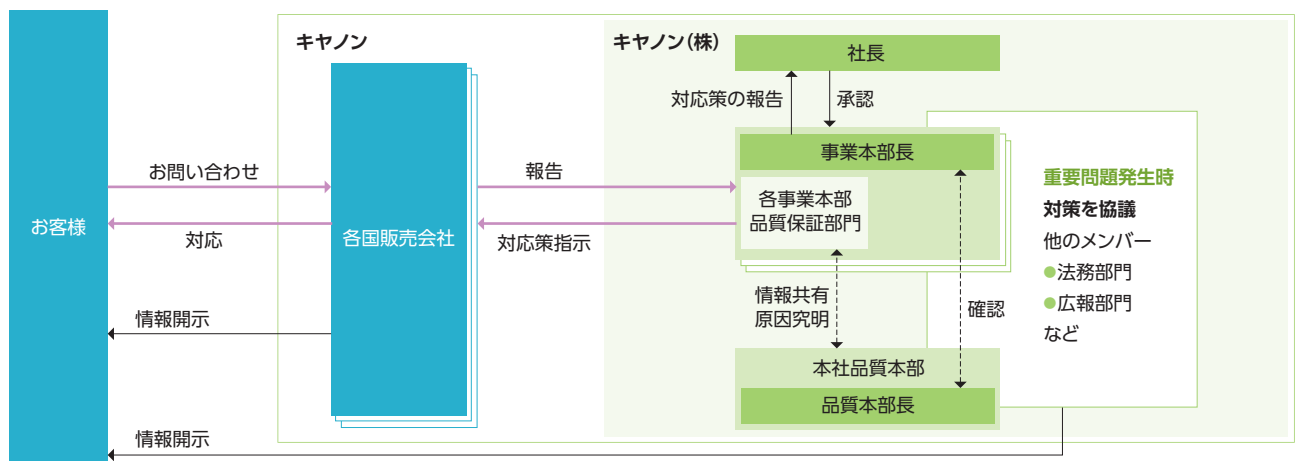 キヤノン
キヤノン(株)
社長
対応策の報告
承認
事業本部長
お問い合わせ
報告
各事業本部
品質保証部門
重要問題発生時
対策を協議
他のメンバー
●法務部門
●広報部門
など
お客様
対応
各国販売会社
対応策指示
情報共有
原因究明
確認
情報開示
本社品質本部
品質本部長
情報開示